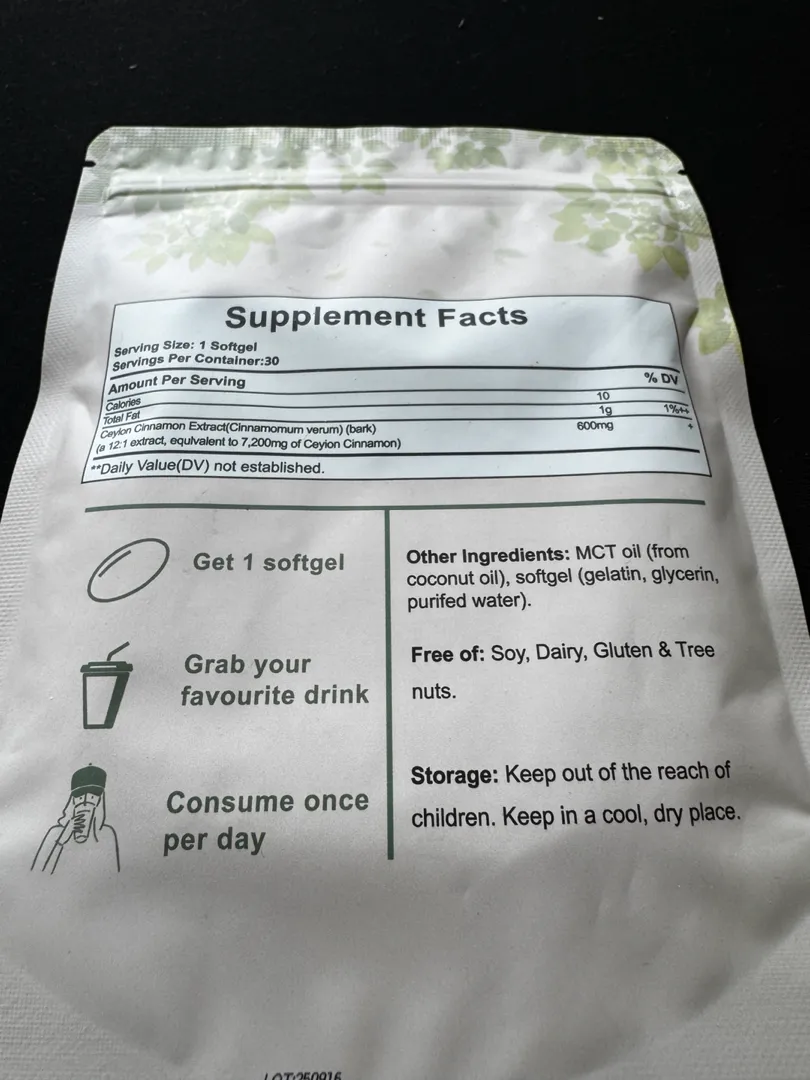 Supplement Facts
Serving Size: 1 Softgel
Servings Per Container:30
Amount Per Serving % DV
Calories 10
Total Fat 1g 1%++
Ceylon Cinnamon Extract(Cinnamomum verum) (bark) 600mg +
(a 12:1 extract, equlvalent to 7,200mg of Ceylon Cinnamon)
**Daily Value(DV) not established.
Get 1 softgel
Grab your
favourite drink
Consume once
per day
Other Ingredients: MCT oil (from
coconut oil), softgel (gelatin, glycerin,
purifed water).
Free of: Soy, Dairy, Gluten & Tree
nuts.
Storage: Keep out of the reach of
children. Keep in a cool, dry place.
LOT:250916